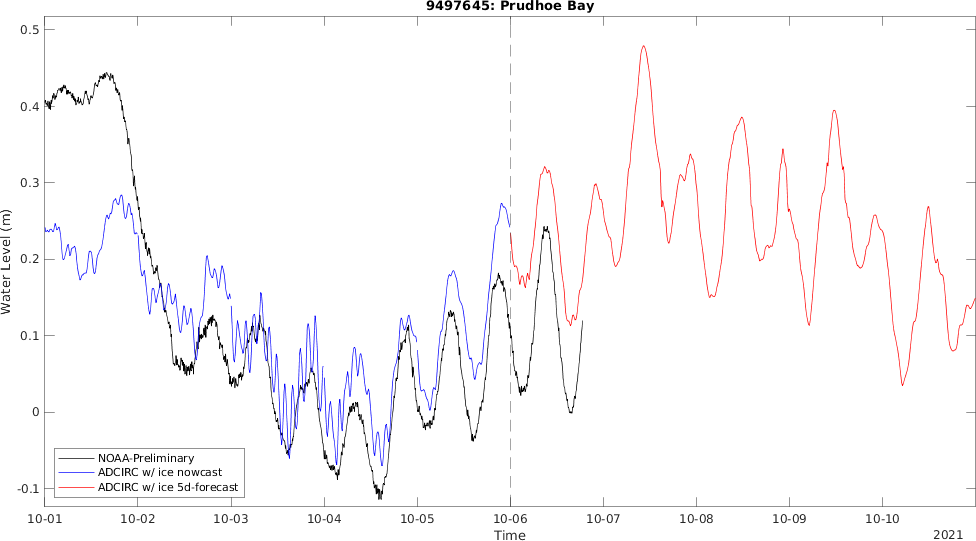 9497645: Prudhoe Bay
0.5
0.4
0.3
0.2
0.1
0
-0.1
Water Level (m)
NOAA-Preliminary
ADCIRC w/ ice nowcast
ADCIRC w/ ice 5d-forecast
10-01 10-02 10-03 10-04 10-05 10-06 10-07 10-08 10-09 10-10
Time
2021